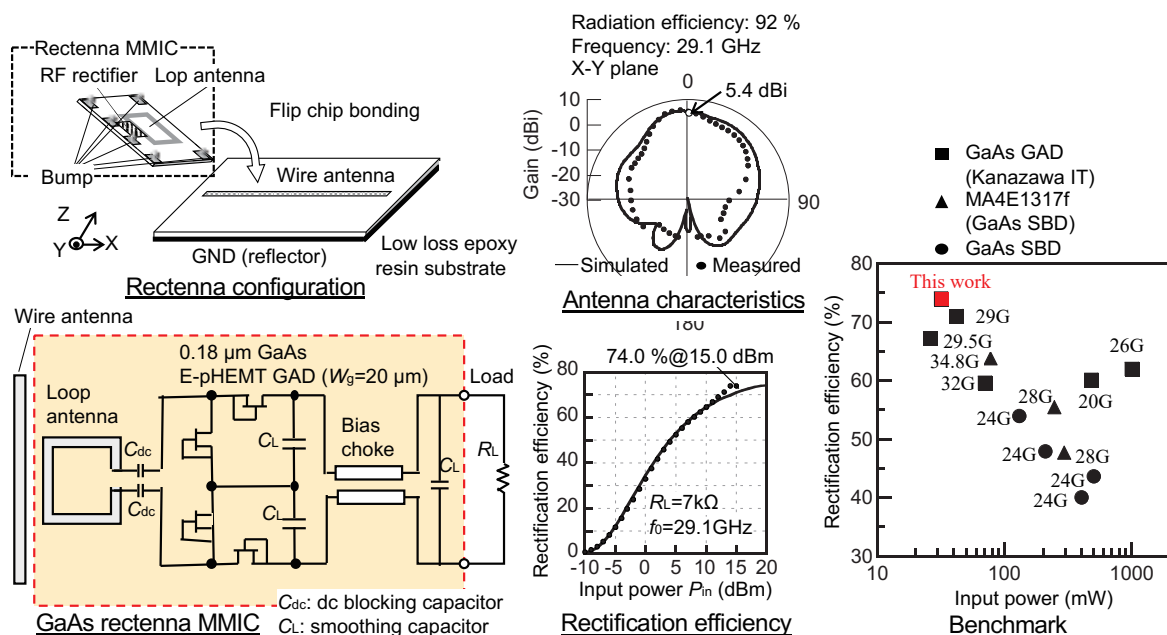 Rectenna MMIC
RF rectifier
Lop antenna
Flip chip bonding
Bump
Wire antenna
Z
Y
X
GND (reflector)
Low loss epoxy
resin substrate
Rectenna configuration
Radiation efficiency: 92 %
Frequency: 29.1 GHz
X-Y plane
0
5.4 dBi
10
0
-10
-20
-30
Gain (dBi)
90
Simulated
Measured
Antenna characteristics
180
Wire antenna
0.18 µm GaAs
E-pHEMT GAD (Wg=20 µm)
Load
Loop
antenna
Cdc
Cdc
CL
CL
Bias
choke
CL
RL
Cdc: dc blocking capacitor
CL: smoothing capacitor
GaAs rectenna MMIC
74.0 %@15.0 dBm
80
60
40
20
0
Rectification efficiency (%)
RL=7kΩ
f0=29.1GHz
-10
-5
0
5
10
15
20
Input power Pin (dBm)
Rectification efficiency
GaAs GAD
(Kanazawa IT)
MA4E1317f
(GaAs SBD)
GaAs SBD
80
70
60
50
40
30
Rectification efficiency (%)
This work
29G
29.5G
34.8G
32G
26G
20G
28G
24G
24G
28G
24G
24G
10
100
1000
Input power (mW)
Benchmark